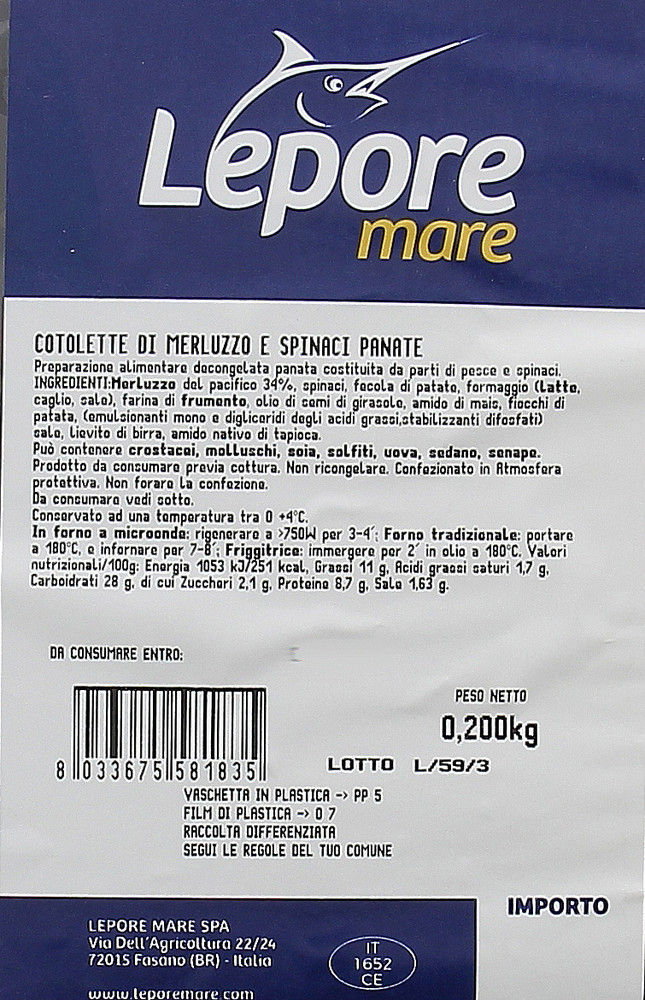 Lepore
mare
COTOLETTE DI MERLUZZO E SPINACI PANATE
Preparazione alimentare decongelata panata costituita da parti di pesce e spinaci.
INGREDIENTI:Merluzzo del pacifico 34%, spinaci, fecola di patate, formaggio (latte,
caglio, sale), farina di frumento, olio di semi di girasole, amido di mais, fiocchi di
patata, (emulsionanti mono e digliceridi degli acidi grassi,stabilizzanti difosfati)
sale, lievito di birra, amido nativo di tapioca.
Può contenere crostacei, molluschi, soia, solfiti, uova, sedano, senape.
Prodotto da consumare previa cottura. Non ricongelare. Confezionato in Atmosfera
protettiva. Non forare la confezione.
Da consumare vedi sotto.
Conservato ad una temperatura tra 0 +4°C.
In forno a microonde: rigenerare a >750W per 3-4'; Forno tradizionale: portare
a 180°C, e infornare per 7-8'; Friggitrice: immergere per 2' in olio a 180°C. Valori
nutrizionali/100g: Energia 1053 kJ/251 kcal, Grassi 11 g, Acidi grassi saturi 1,7 g,
Carboidrati 28 g, di cui Zuccheri 2,1 g, Proteine 8,7 g, Sale 1,63 g.
DA CONSUMARE ENTRO:
PESO NETTO
0,200kg
LOTTO L/59/3
8 033675 581835
VASCHETTA IN PLASTICA -> PP 5
FILM DI PLASTICA -> O 7
RACCOLTA DIFFERENZIATA
SEGUI LE REGOLE DEL TUO COMUNE
IMPORTO
LEPORE MARE SPA
Via Dell'Agricoltura 22/24
72015 Fasano (BR) - Italia
www.leporemare.com
IT
1652
CE